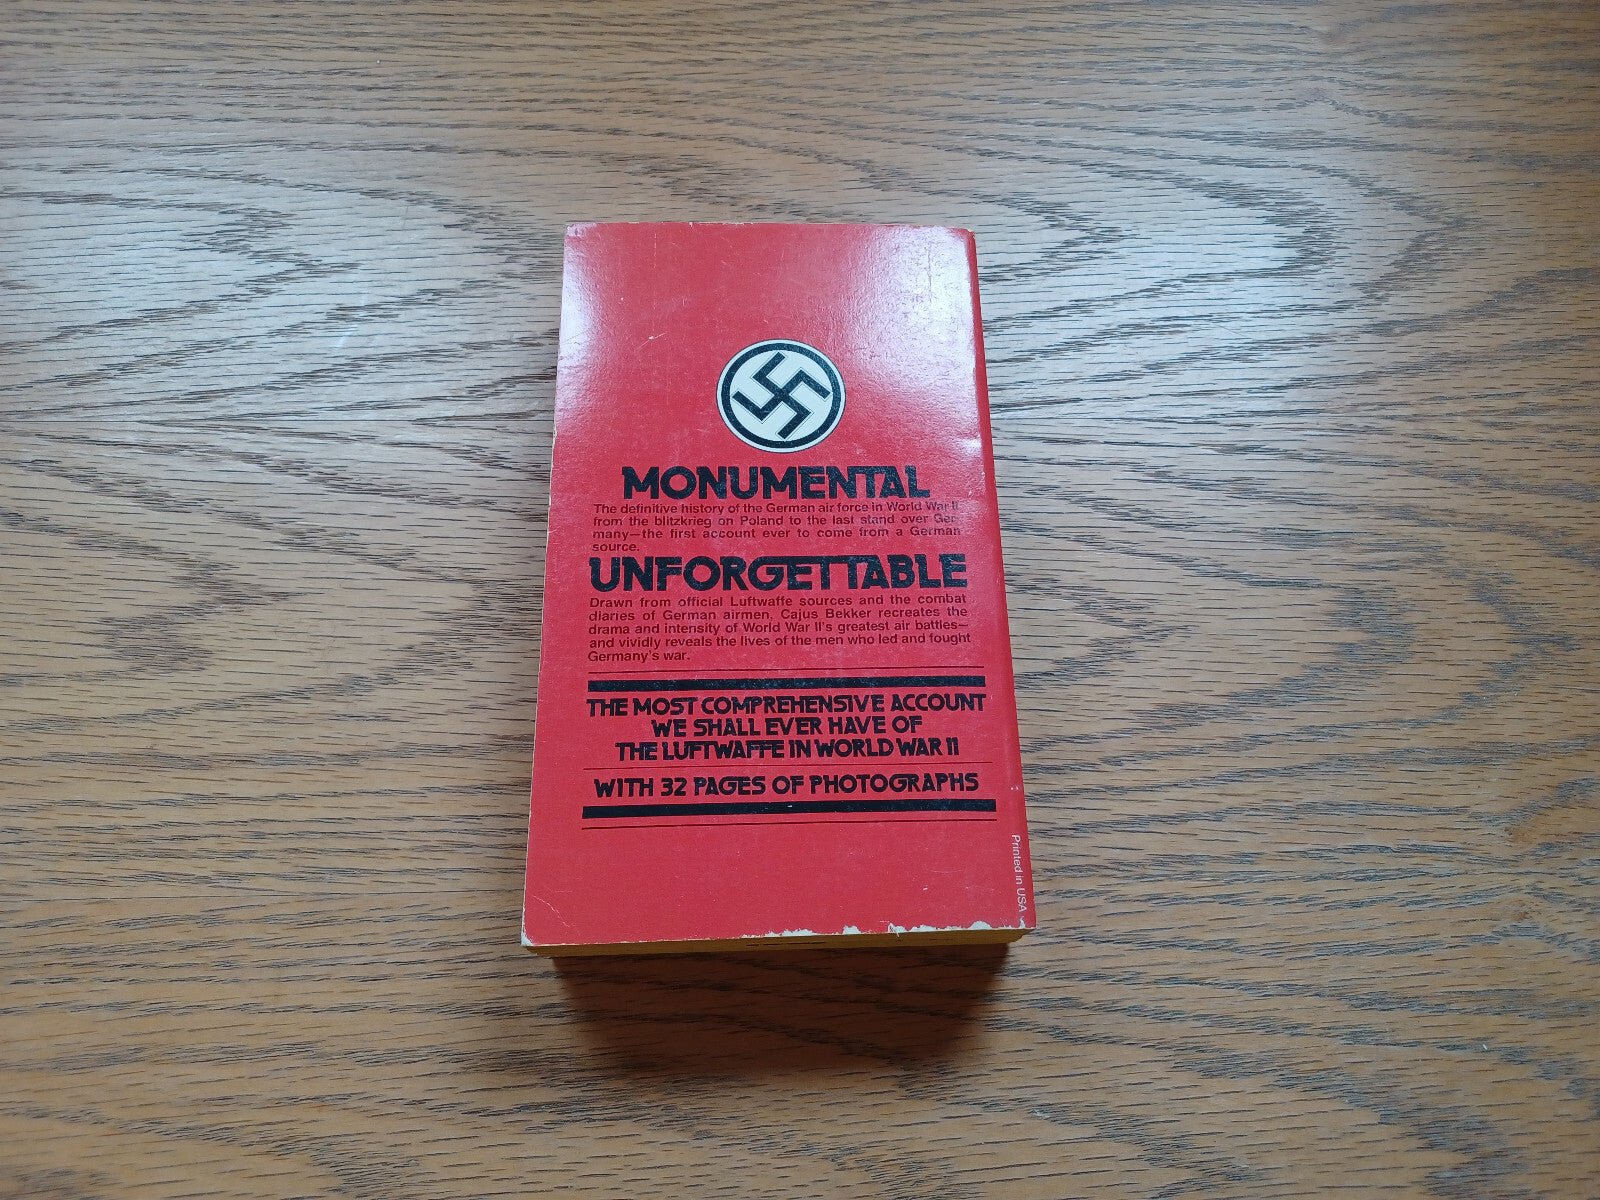 MONUMENTAL
The definitive history of the German air force in World War II
from the blitzkrieg on Poland to the last stand over Ger-
many—the first account ever to come from a German
source.
UNFORGETTABLE
Drawn from official Luftwaffe sources and the combat
diaries of German airmen, Cajus Bekker recreates the
drama and intensity of World War II's greatest air battles—
and vividly reveals the lives of the men who led and fought
Germany's war.
THE MOST COMPREHENSIVE ACCOUNT
WE SHALL EVER HAVE OF
THE LUFTWAFFE IN WORLD WAR II
WITH 32 PAGES OF PHOTOGRAPHS
Printed in USA